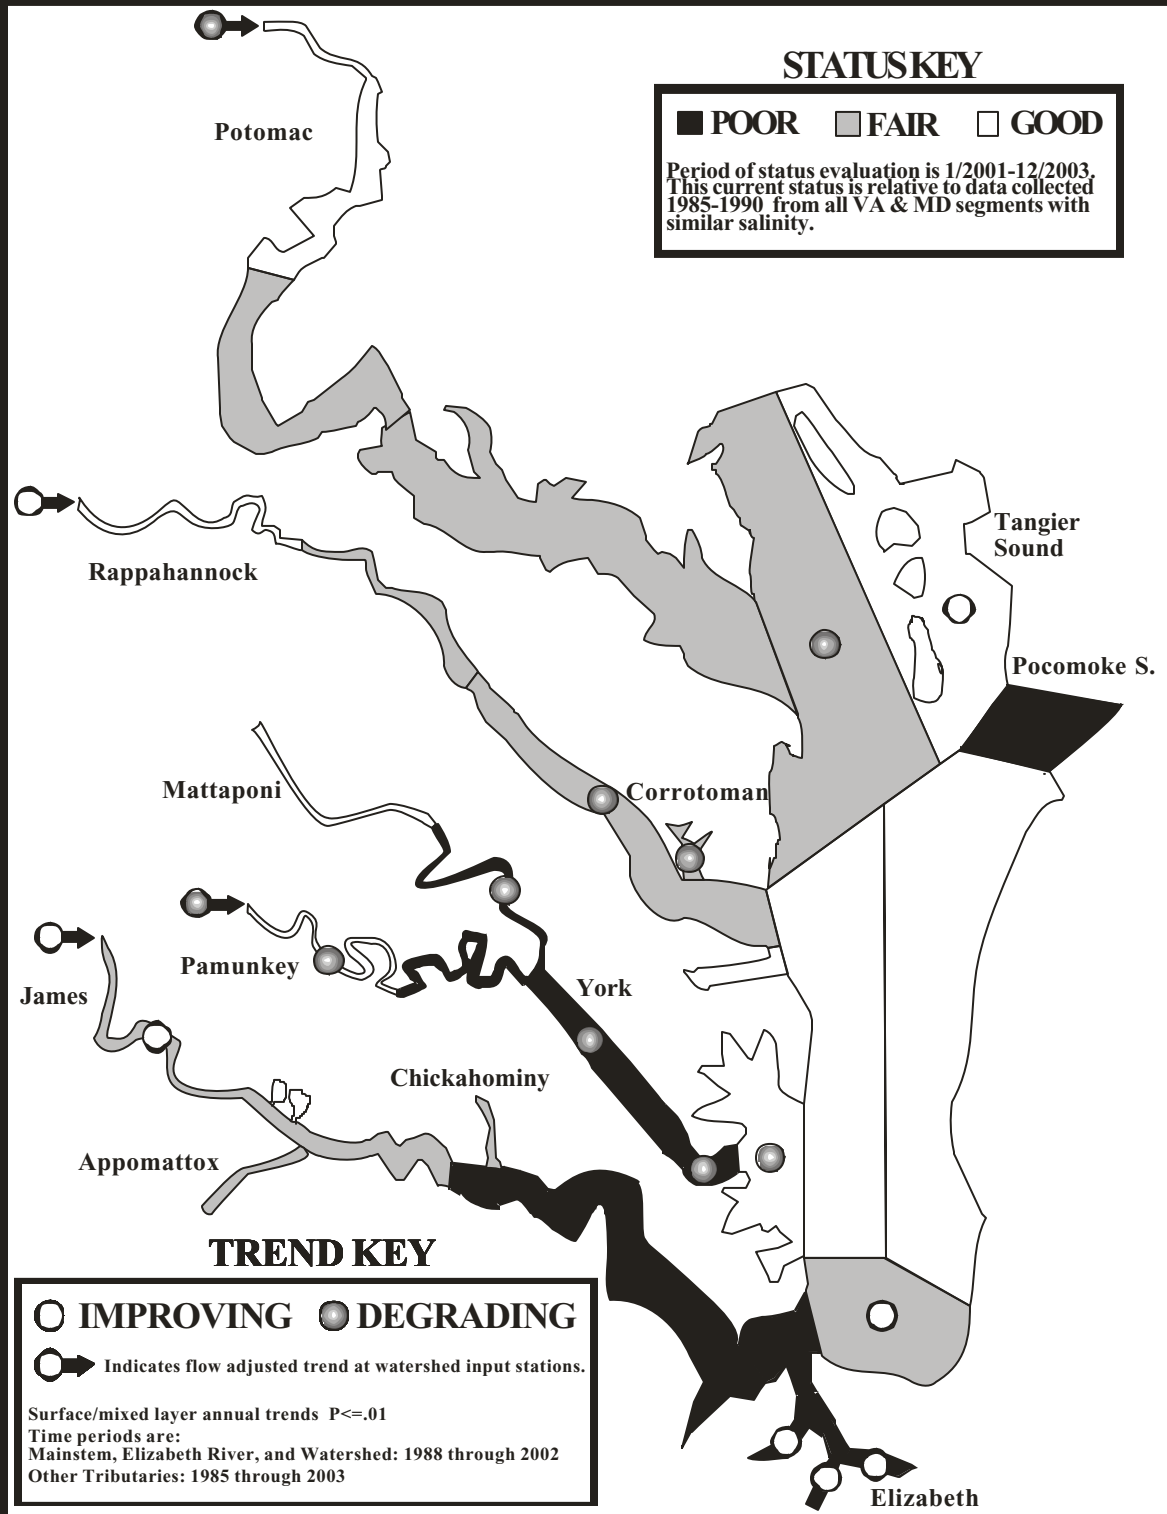 Potomac
STATUS KEY
POOR FAIR GOOD
Period of status evaluation is 1/2001-12/2003.
This current status is relative to data collected
1985-1990 from all VA & MD segments with
similar salinity.
Tangier
Sound
Rappahannock
Pocomoke S.
Mattaponi
Corrotoman
Pamunkey
York
James
Chickahominy
Appomattox
TREND KEY
IMPROVING DEGRADING
Indicates flow adjusted trend at watershed input stations.
Surface/mixed layer annual trends P<=.01
Time periods are:
Mainstem, Elizabeth River, and Watershed: 1988 through 2002
Other Tributaries: 1985 through 2003
Elizabeth